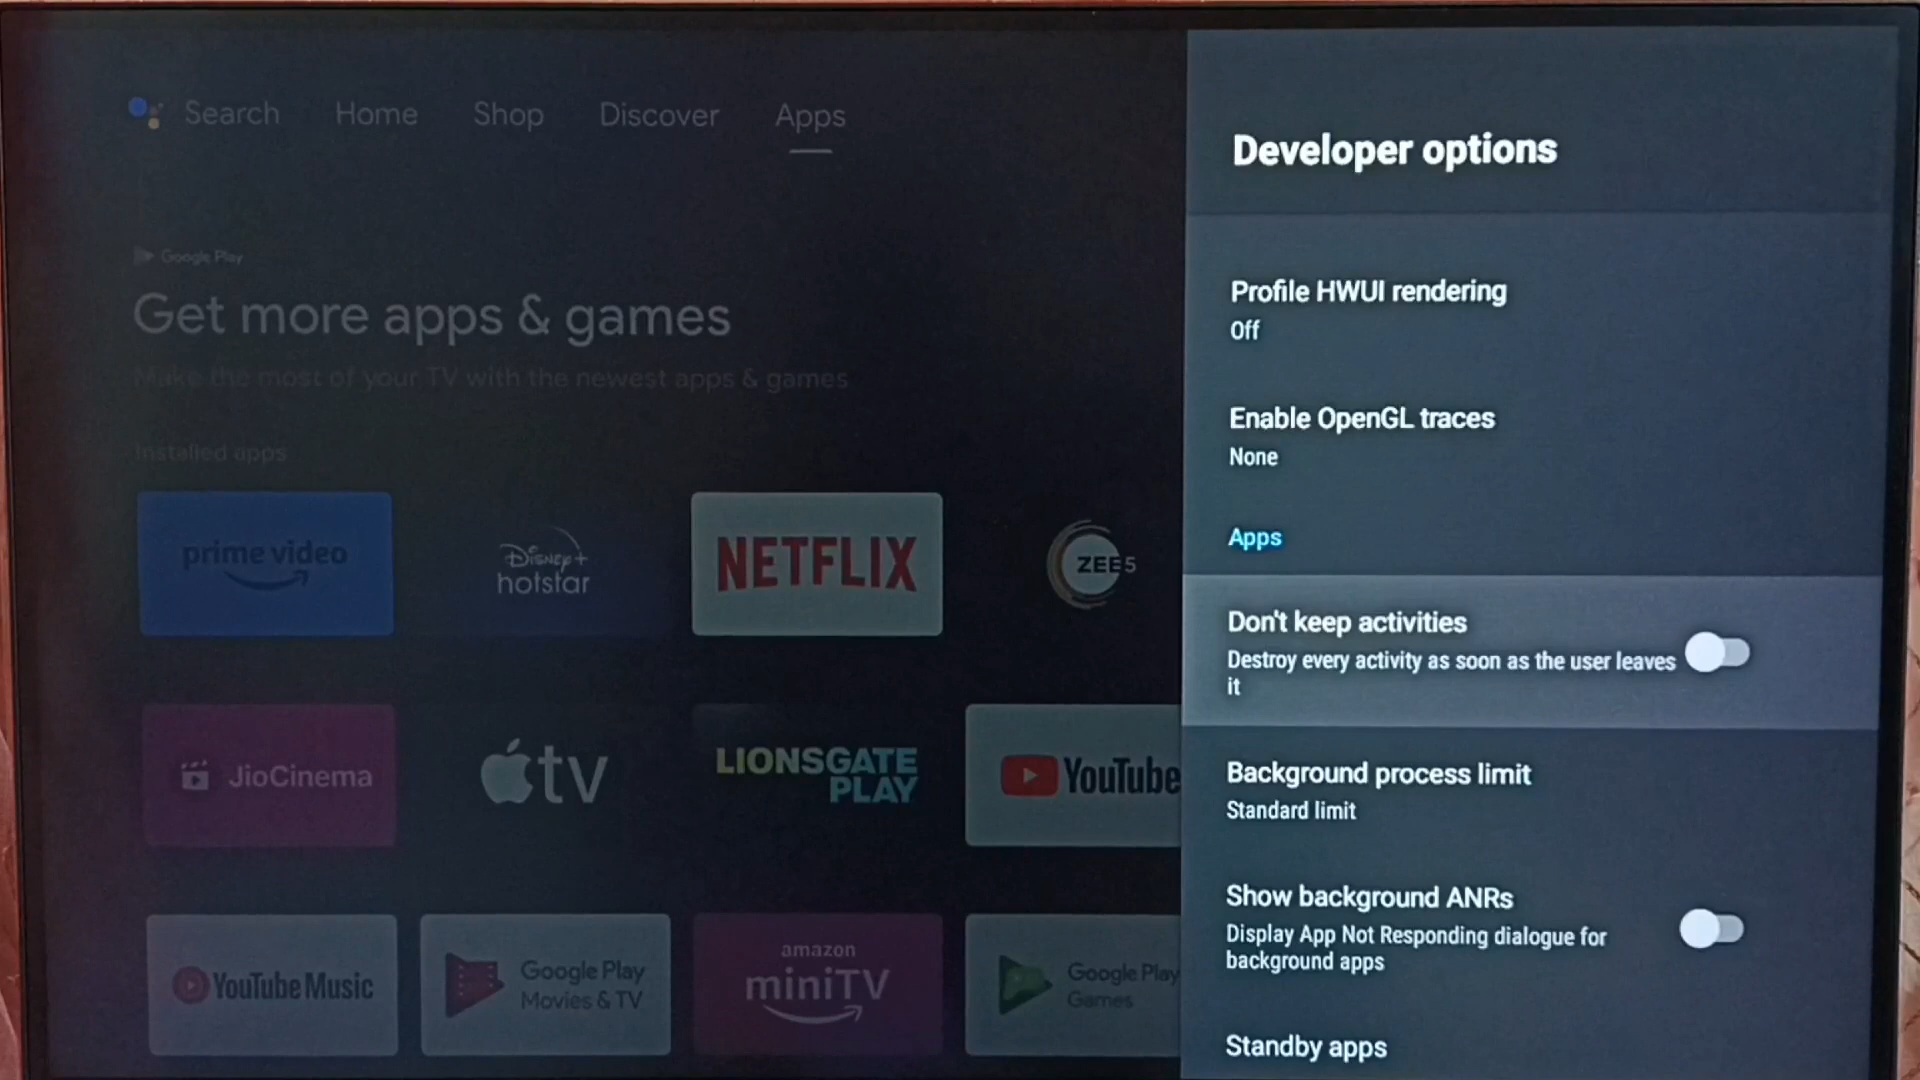 Search Home Shop Discover Apps
Google Play
Get more apps & games
Make the most of your TV with the newest apps & games
Installed apps
prime video
Disney+
hotstar
NETFLIX
ZEE5
JioCinema
tv
LIONSGATE
PLAY
YouTube
YouTube Music
Google Play
Movies & TV
amazon
miniTV
Google Play
Games
Developer options
Profile HWUI rendering
Off
Enable OpenGL traces
None
Apps
Don't keep activities
Destroy every activity as soon as the user leaves
it
Background process limit
Standard limit
Show background ANRs
Display App Not Responding dialogue for
background apps
Standby apps